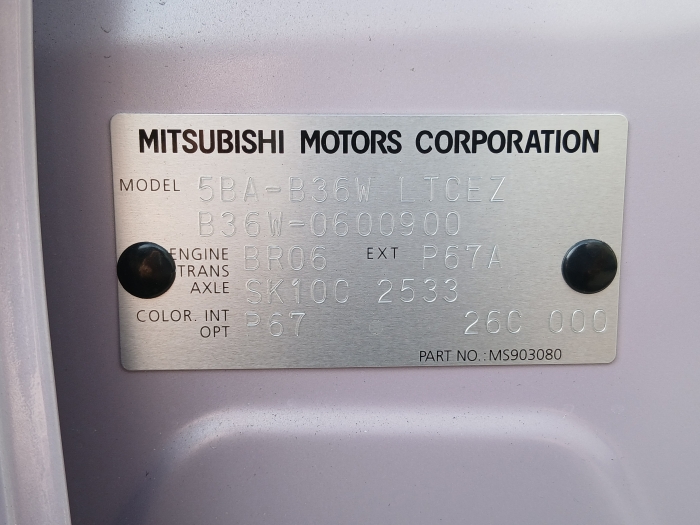 MITSUBISHI MOTORS CORPORATION
MODEL 5BA-B36W LTCEZ
B36W-0600900
ENGINE BR06 EXT P67A
TRANS
AXLE SK10C 2533
COLOR. INT P67 26C 000
OPT
PART NO.:MS903080